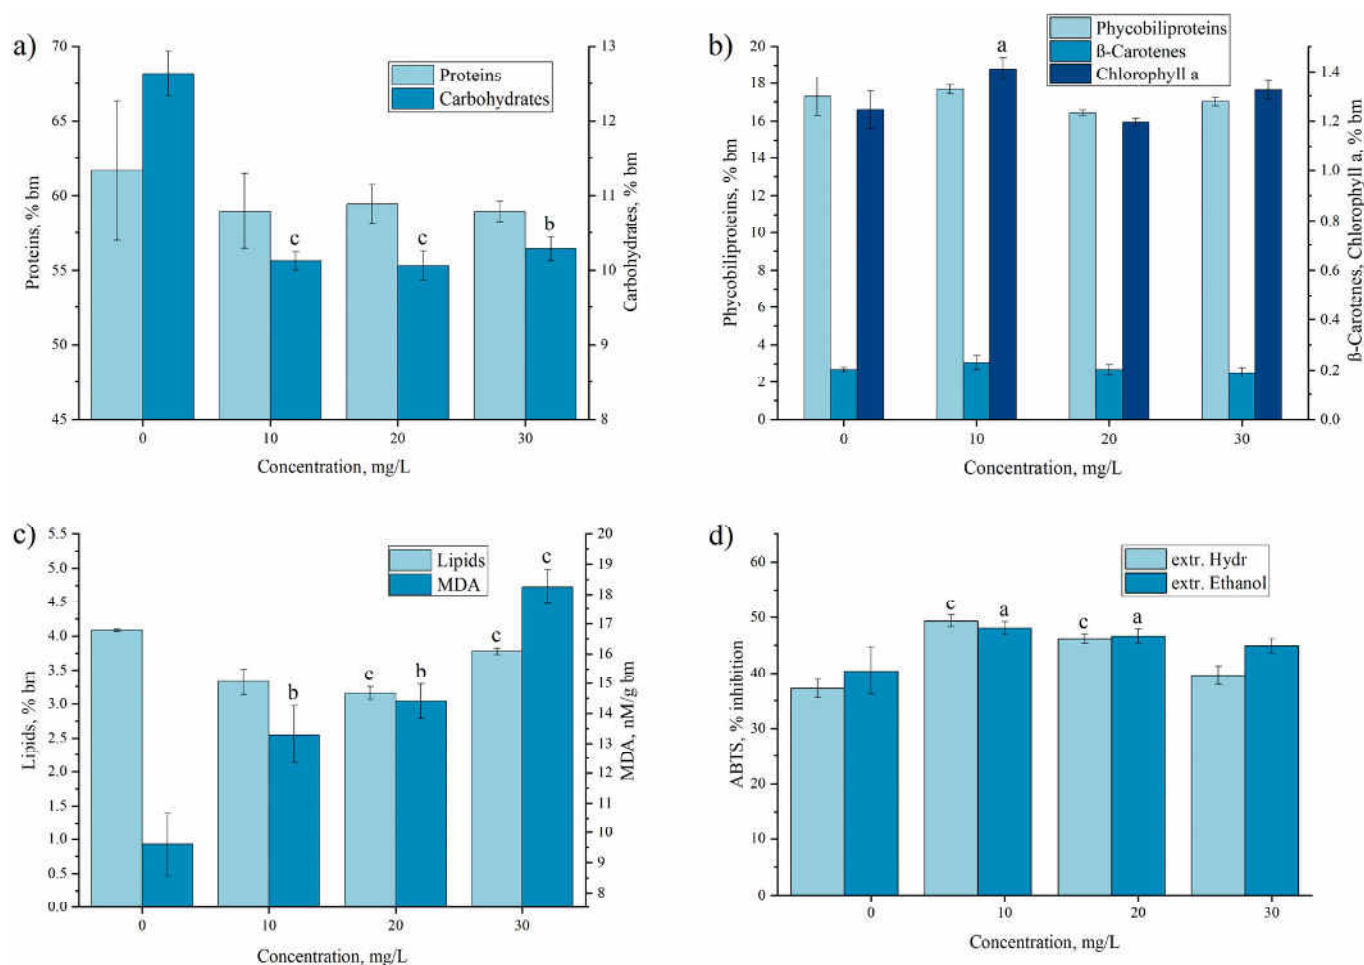 a)
70
65
60
55
50
45
Proteins, % bm
Proteins
Carbohydrates
c
c
b
13
12
11
10
9
8
Carbohydrates, % bm
0
10
20
30
Concentration, mg/L
b)
20
18
16
14
12
10
8
6
4
2
0
Phycobiliproteins, % bm
Phycobiliproteins
ß-Carotenes
Chlorophyll a
a
1.4
1.2
1.0
0.8
0.6
0.4
0.2
0.0
β-Carotenes, Chlorophyll a, % bm
0
10
20
30
Concentration, mg/L
c)
5.5
5.0
4.5
4.0
3.5
3.0
2.5
2.0
1.5
1.0
0.5
0.0
Lipids, % bm
Lipids
MDA
b
c
b
c
c
20
19
18
17
16
15
14
13
12
11
10
9
8
MDA, nM/g bm
0
10
20
30
Concentration, mg/L
d)
60
50
40
30
20
10
0
ABTS, % inhibition
extr. Hydr
extr. Ethanol
c
a
c
a
0
10
20
30
Concentration, mg/L